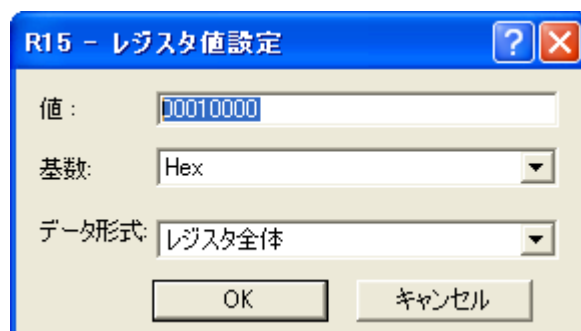 R15 - レジスタ値設定
値 : 00010000
基数: Hex
データ形式: レジスタ全体
OK キャンセル